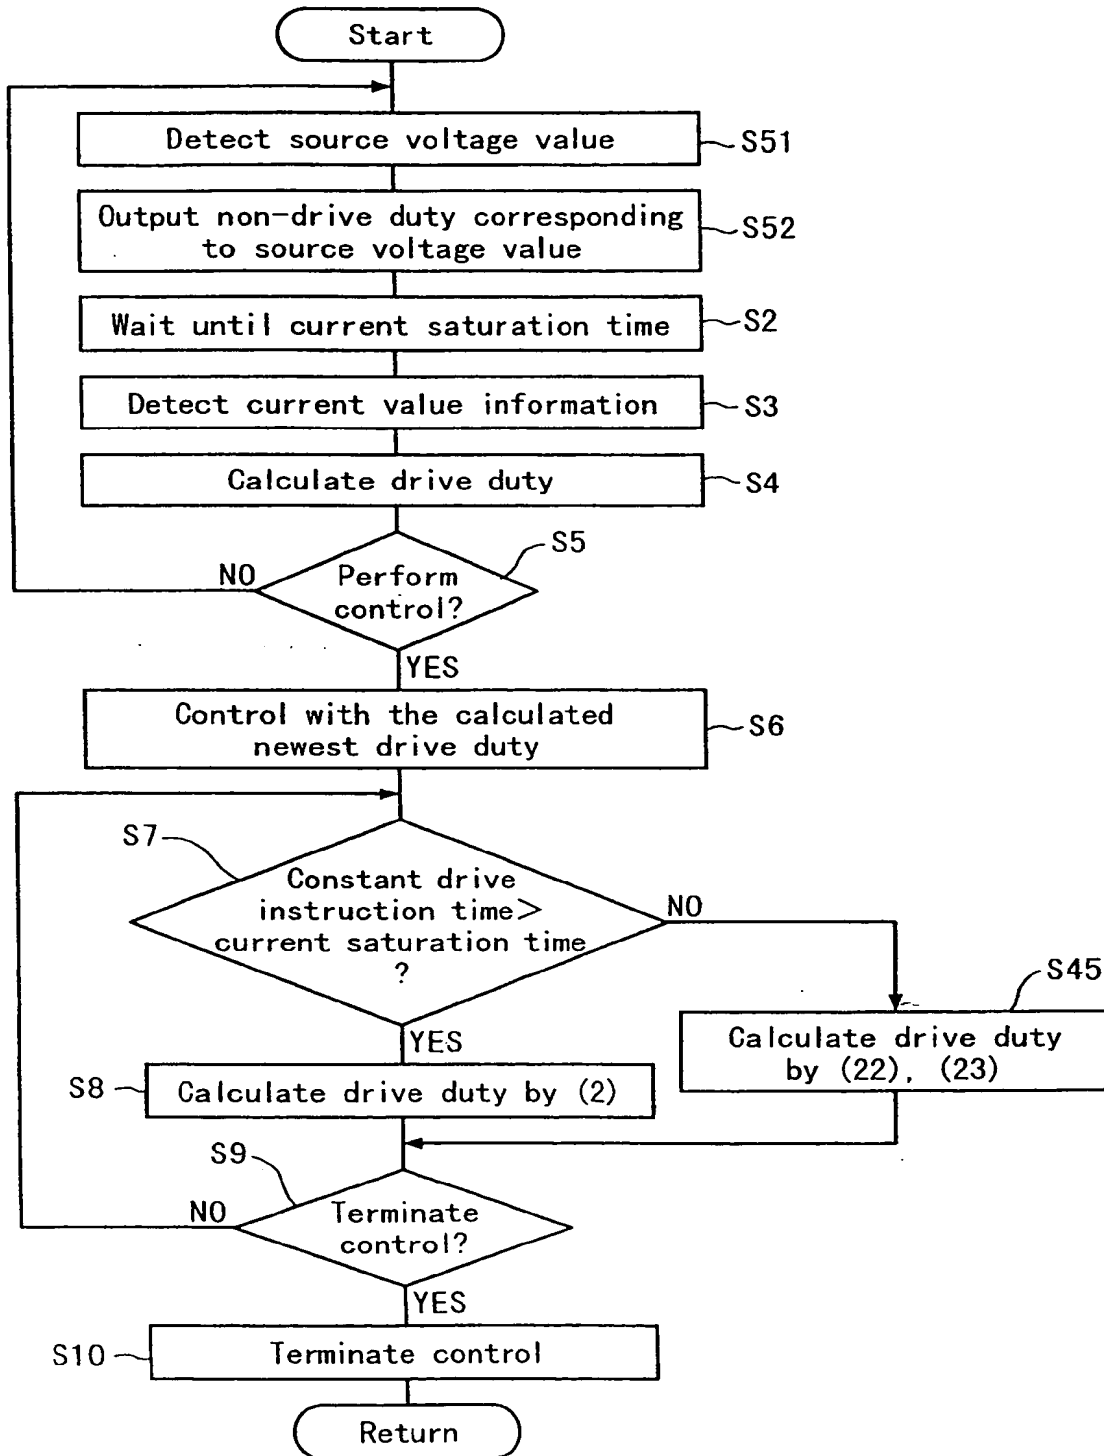 Start
Detect source voltage value
S51
Output non-drive duty corresponding
to source voltage value
S52
Wait until current saturation time
S2
Detect current value information
S3
Calculate drive duty
S4
S5
NO
Perform
control?
YES
Control with the calculated
newest drive duty
S6
S7
Constant drive
instruction time>
current saturation time
?
NO
YES
S45
Calculate drive duty
by (22), (23)
S8
Calculate drive duty by (2)
S9
NO
Terminate
control?
YES
S10
Terminate control
Return